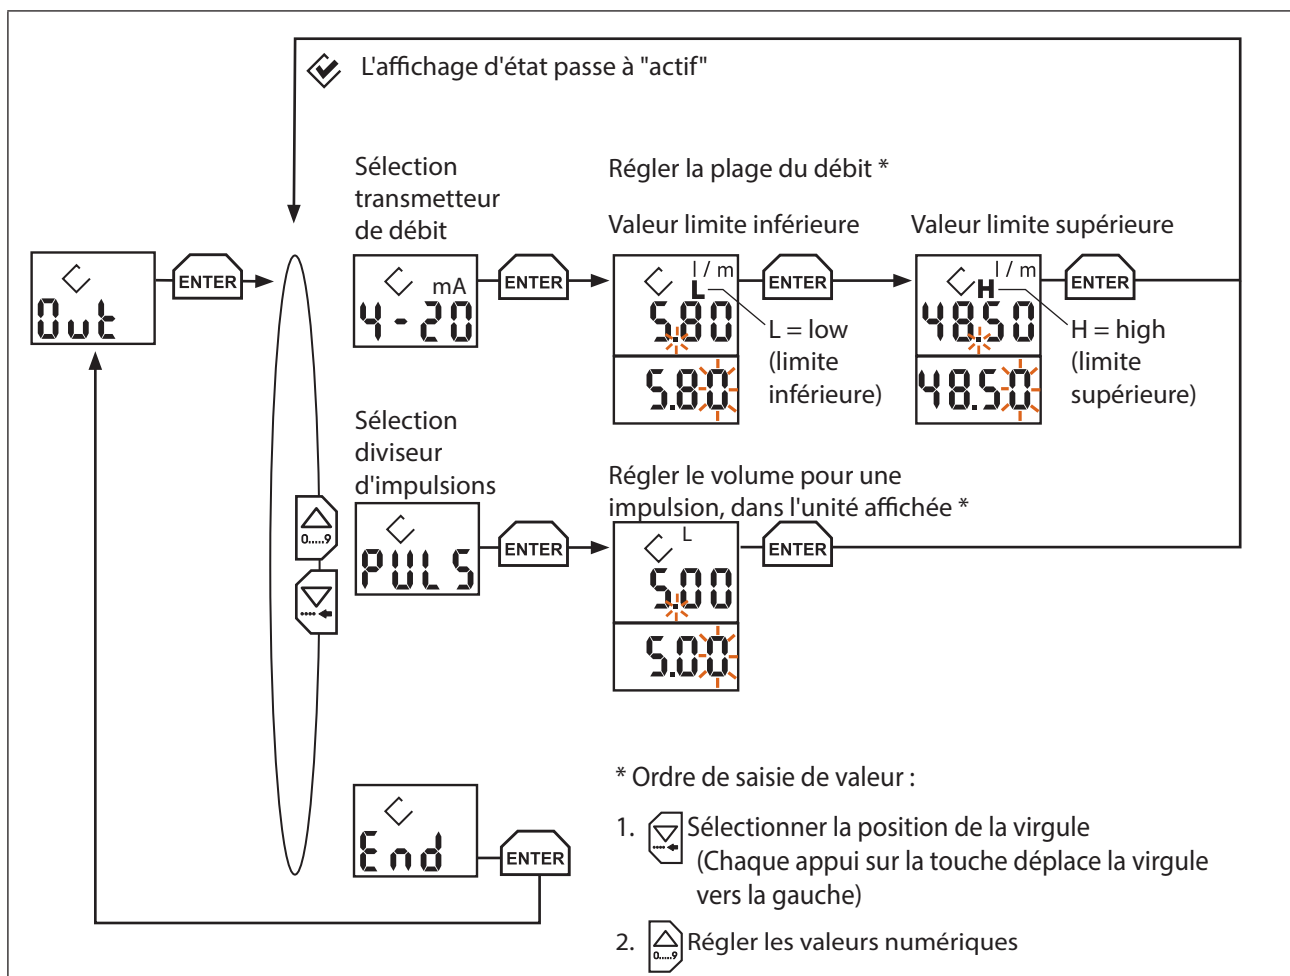 L'affichage d'état passe à "actif"
Sélection
transmetteur
de débit
Régler la plage du débit *
Valeur limite inférieure
Valeur limite supérieure
Out
ENTER
mA
4-20
ENTER
l / m
L
5.80
5.80
ENTER
L = low
(limite
inférieure)
l / m
H
48.50
48.50
ENTER
H = high
(limite
supérieure)
Sélection
diviseur
d'impulsions
Régler le volume pour une
impulsion, dans l'unité affichée *
0.....9
PULS
ENTER
L
5.00
5.00
ENTER
End
ENTER
* Ordre de saisie de valeur :
1. Sélectionner la position de la virgule
(Chaque appui sur la touche déplace la virgule
vers la gauche)
2. Régler les valeurs numériques
0.....9